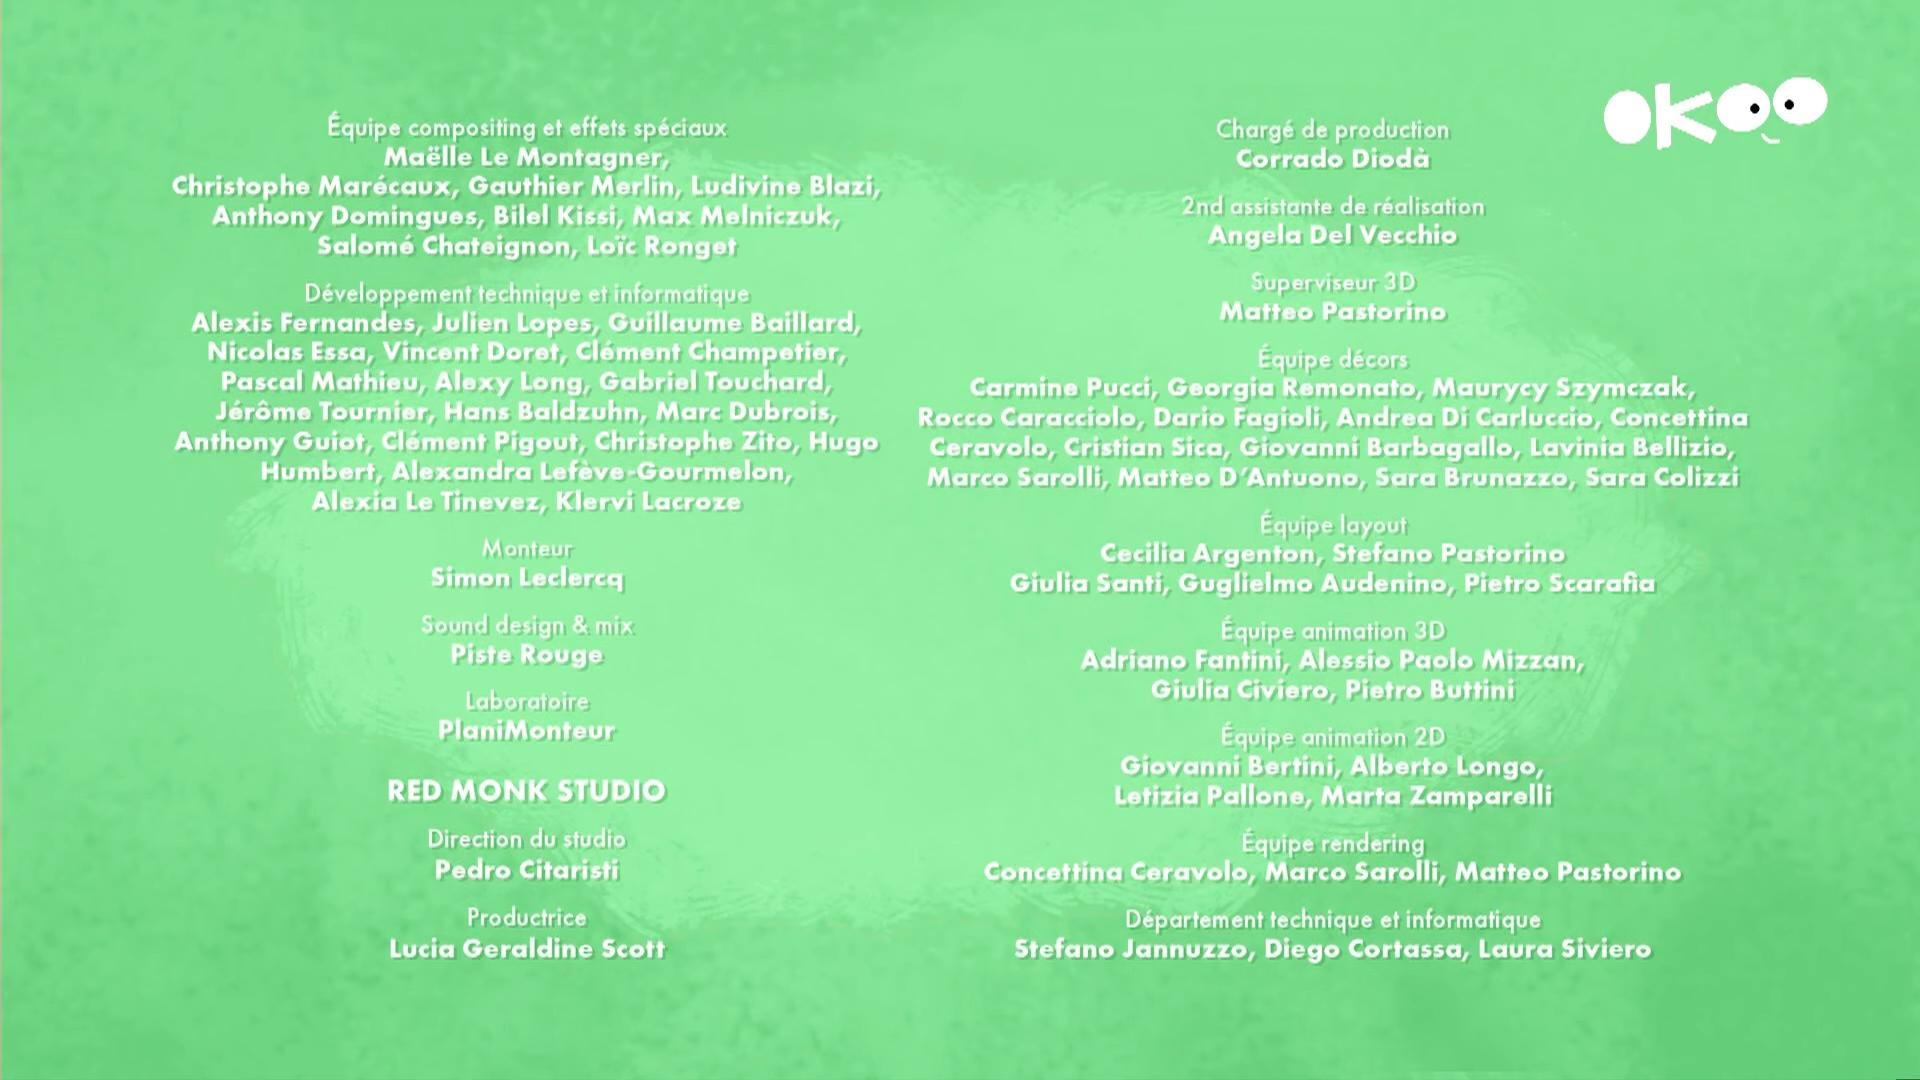 Équipe compositing et effets spéciaux
Maëlle Le Montagner,
Christophe Marécaux, Gauthier Merlin, Ludivine Blazi,
Anthony Domingues, Bilel Kissi, Max Melniczuk,
Salomé Chateignon, Loïc Ronget
Développement technique et informatique
Alexis Fernandes, Julien Lopes, Guillaume Baillard,
Nicolas Essa, Vincent Doret, Clément Champetier,
Pascal Mathieu, Alexy Long, Gabriel Touchard,
Jérôme Tournier, Hans Baldzuhn, Marc Dubrois,
Anthony Guiot, Clément Pigout, Christophe Zito, Hugo
Humbert, Alexandra Lefève-Gourmelon,
Alexia Le Tinevez, Klervi Lacroze
Monteur
Simon Leclercq
Sound design & mix
Piste Rouge
Laboratoire
PlaniMonteur
RED MONK STUDIO
Direction du studio
Pedro Citaristi
Productrice
Lucia Geraldine Scott
OKOO
Chargé de production
Corrado Diodà
2nd assistante de réalisation
Angela Del Vecchio
Superviseur 3D
Matteo Pastorino
Équipe décors
Carmine Pucci, Georgia Remonato, Maurycy Szymczak,
Rocco Caracciolo, Dario Fagioli, Andrea Di Carluccio, Concettina
Ceravolo, Cristian Sica, Giovanni Barbagallo, Lavinia Bellizio,
Marco Sarolli, Matteo D’Antuono, Sara Brunazzo, Sara Colizzi
Équipe layout
Cecilia Argenton, Stefano Pastorino
Giulia Santi, Guglielmo Audenino, Pietro Scarafia
Équipe animation 3D
Adriano Fantini, Alessio Paolo Mizzan,
Giulia Civiero, Pietro Buttini
Équipe animation 2D
Giovanni Bertini, Alberto Longo,
Letizia Pallone, Marta Zamparelli
Équipe rendering
Concettina Ceravolo, Marco Sarolli, Matteo Pastorino
Département technique et informatique
Stefano Jannuzzo, Diego Cortassa, Laura Siviero